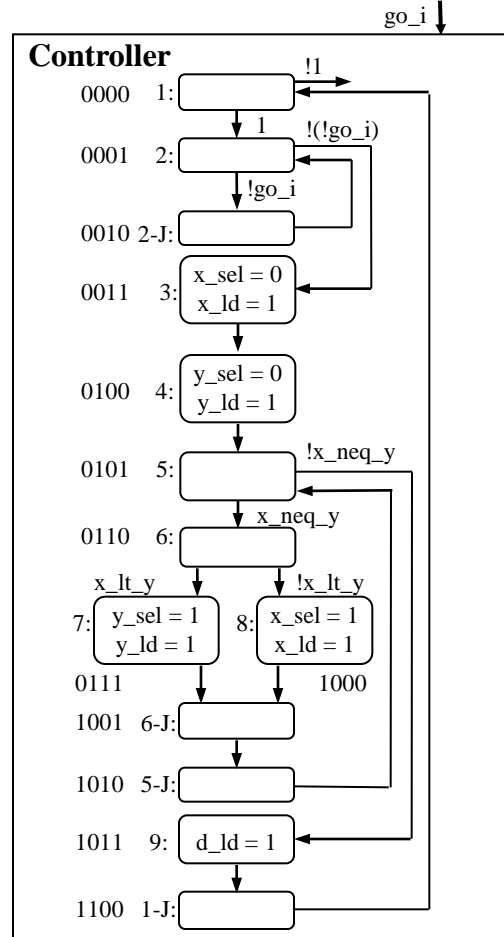 go_i
Controller
!1
0000 1:
1
!(!go_i)
0001 2:
!go_i
0010 2-J:
x_sel = 0
0011 3:
x_ld = 1
y_sel = 0
0100 4:
y_ld = 1
!x_neq_y
0101 5:
x_neq_y
0110 6:
x_lt_y !x_lt_y
7: y_sel = 1 8: x_sel = 1
y_ld = 1 x_ld = 1
0111 1000
1001 6-J:
1010 5-J:
1011 9: d_ld = 1
1100 1-J: